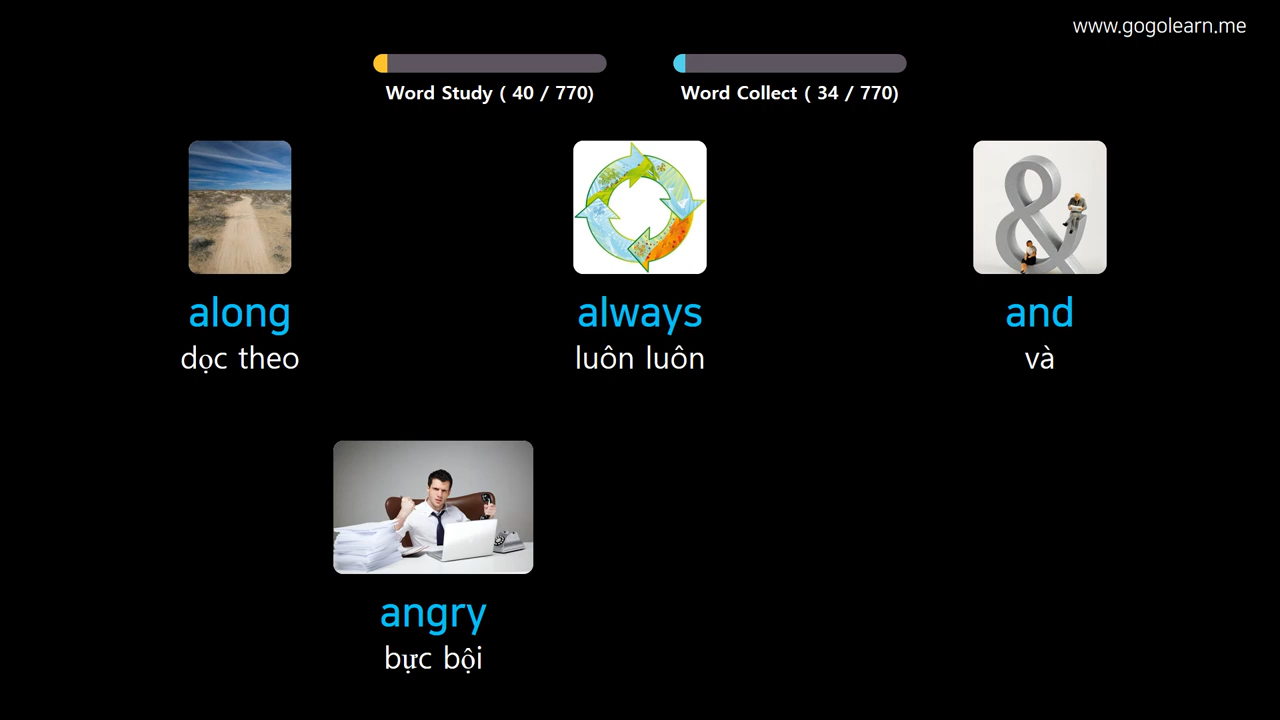 www.gogolearn.me
Word Study ( 40 / 770)
Word Collect ( 34 / 770)
along
dọc theo
always
luôn luôn
&
and
và
angry
bực bội